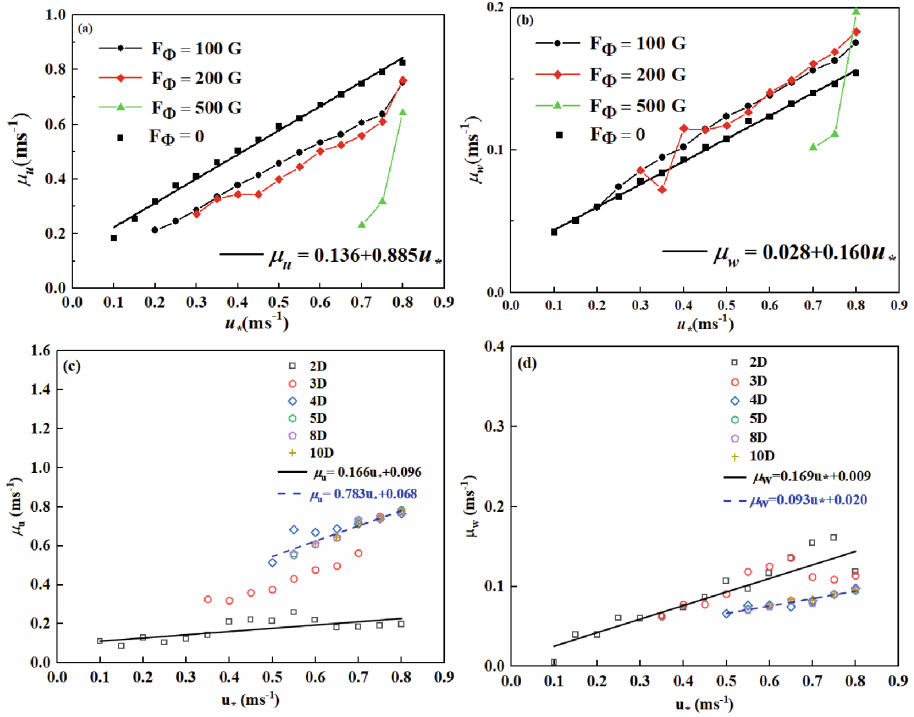 (a)
F_Φ = 100 G
F_Φ = 200 G
F_Φ = 500 G
F_Φ = 0
μ_u = 0.136+0.885u_*
μ_u(ms⁻¹)
1.0
0.8
0.6
0.4
0.2
0.0
0.0 0.1 0.2 0.3 0.4 0.5 0.6 0.7 0.8 0.9
u_*(ms⁻¹)
(b)
F_Φ = 100 G
F_Φ = 200 G
F_Φ = 500 G
F_Φ = 0
μ_w = 0.028+0.160u_*
μ_w(ms⁻¹)
0.2
0.1
0.0
0.0 0.1 0.2 0.3 0.4 0.5 0.6 0.7 0.8 0.9
u_*(ms⁻¹)
(c)
2D
3D
4D
5D
8D
10D
μ_u= 0.166u_*+0.096
μ_u= 0.783u_*+0.068
μ_u (ms⁻¹)
1.6
1.4
1.2
1.0
0.8
0.6
0.4
0.2
0.0
0.0 0.1 0.2 0.3 0.4 0.5 0.6 0.7 0.8 0.9
u_* (ms⁻¹)
(d)
2D
3D
4D
5D
8D
10D
μ_w=0.169u*+0.009
μ_w=0.093u*+0.020
μ_w (ms⁻¹)
0.4
0.3
0.2
0.1
0.0
0.0 0.1 0.2 0.3 0.4 0.5 0.6 0.7 0.8 0.9
u_* (ms⁻¹)